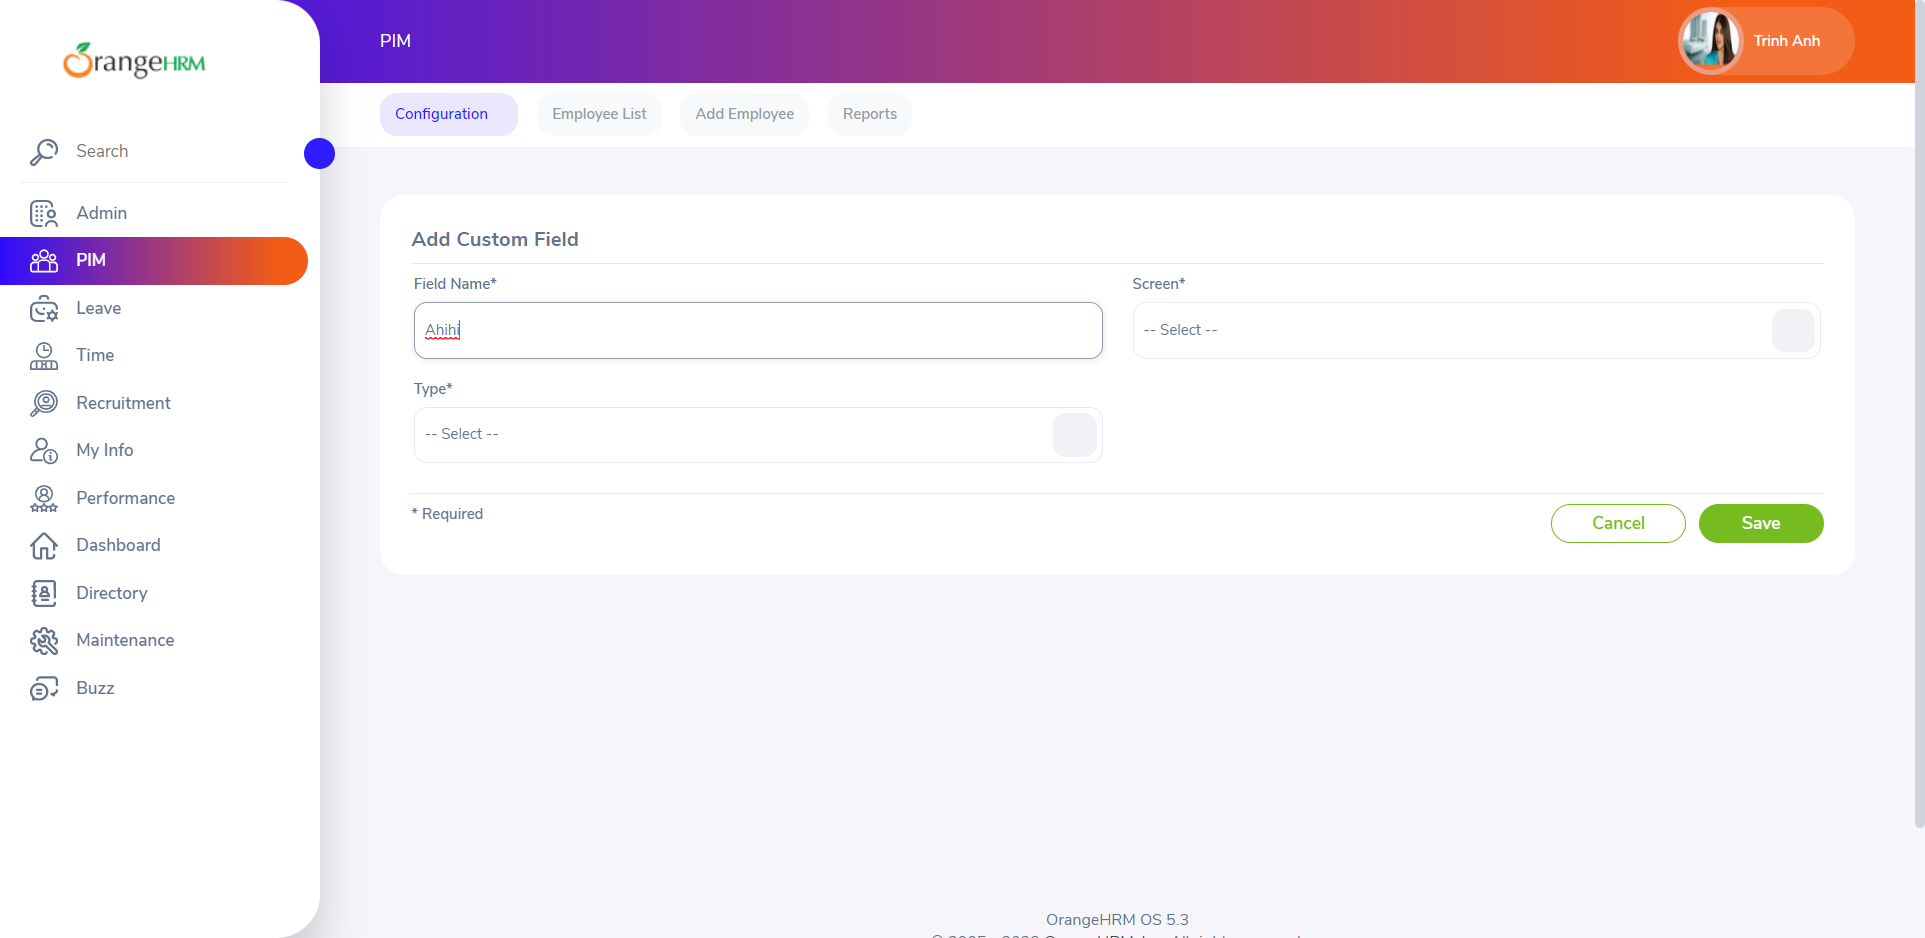 OrangeHRM
PIM
Trinh Anh
Configuration
Employee List
Add Employee
Reports
Search
Admin
PIM
Leave
Time
Recruitment
My Info
Performance
Dashboard
Directory
Maintenance
Buzz
Add Custom Field
Field Name*
Screen*
Ahihi
-- Select --
Type*
-- Select --
* Required
Cancel
Save
OrangeHRM OS 5.3